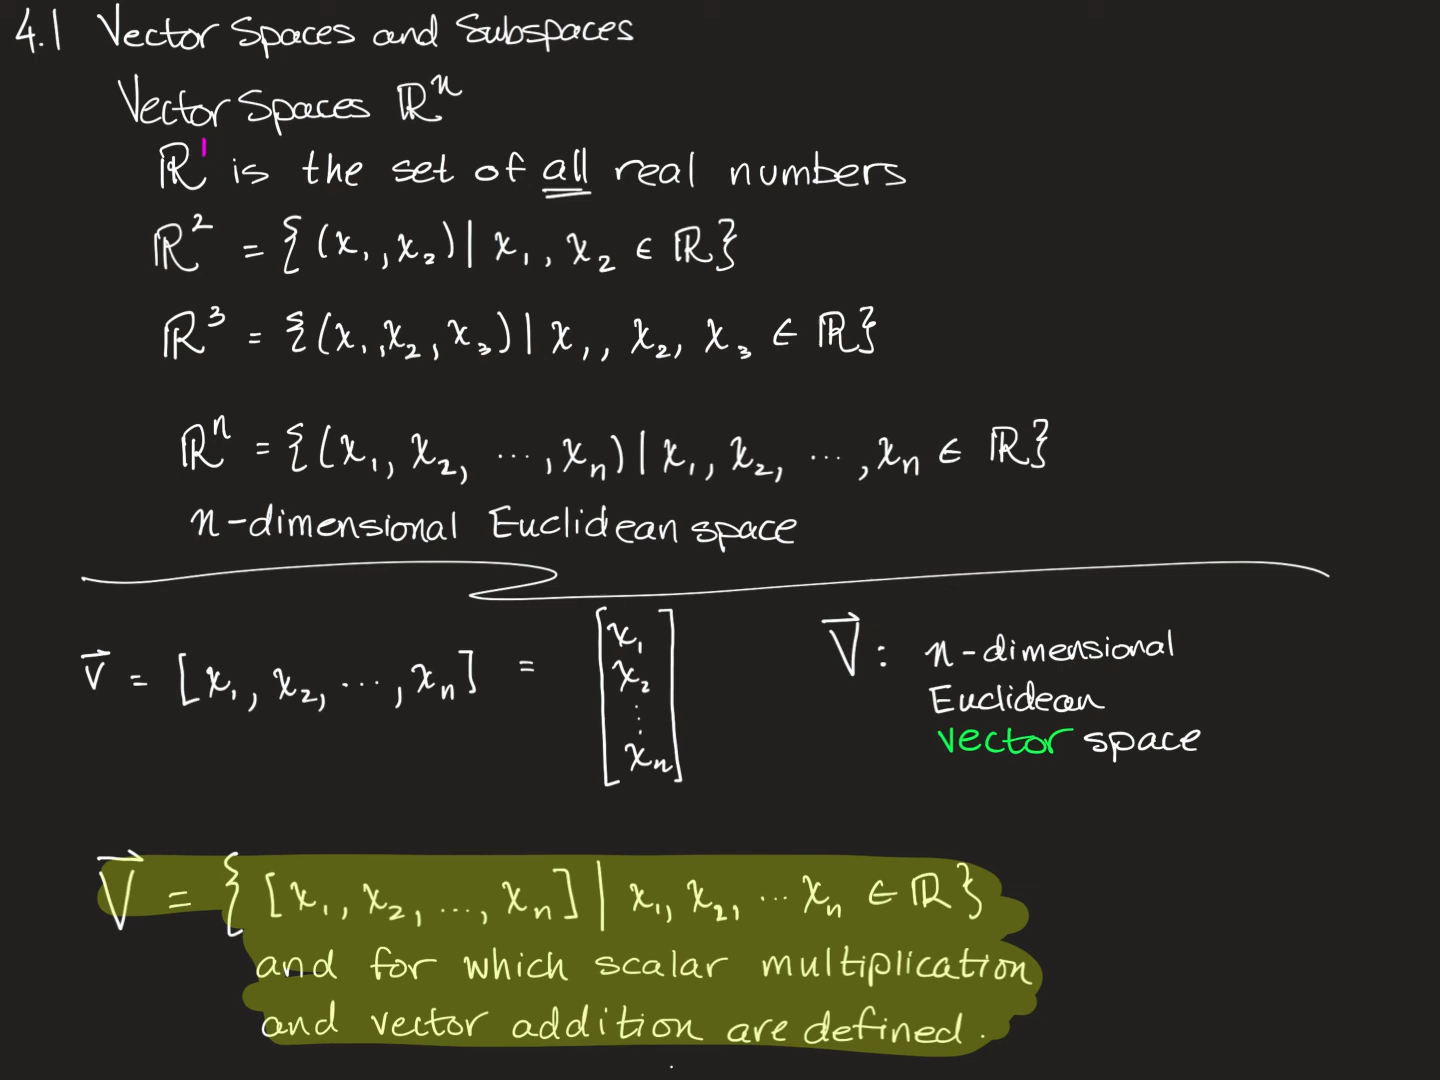 4.1 Vector Spaces and Subspaces
Vector Spaces ℝⁿ
ℝ¹ is the set of all real numbers
ℝ² = {(x₁, x₂) | x₁, x₂ ∈ ℝ}
ℝ³ = {(x₁, x₂, x₃) | x₁, x₂, x₃ ∈ ℝ}
ℝⁿ = {(x₁, x₂, ⋯, xₙ) | x₁, x₂, ⋯, xₙ ∈ ℝ}
n-dimensional Euclidean space
v⃗ = [x₁, x₂, ⋯, xₙ] = [x₁ x₂ ⋮ xₙ]
V⃗ : n-dimensional
Euclidean
vector space
V⃗ = {[x₁, x₂, ⋯, xₙ] | x₁, x₂, ⋯ xₙ ∈ ℝ}
and for which scalar multiplication
and vector addition are defined.